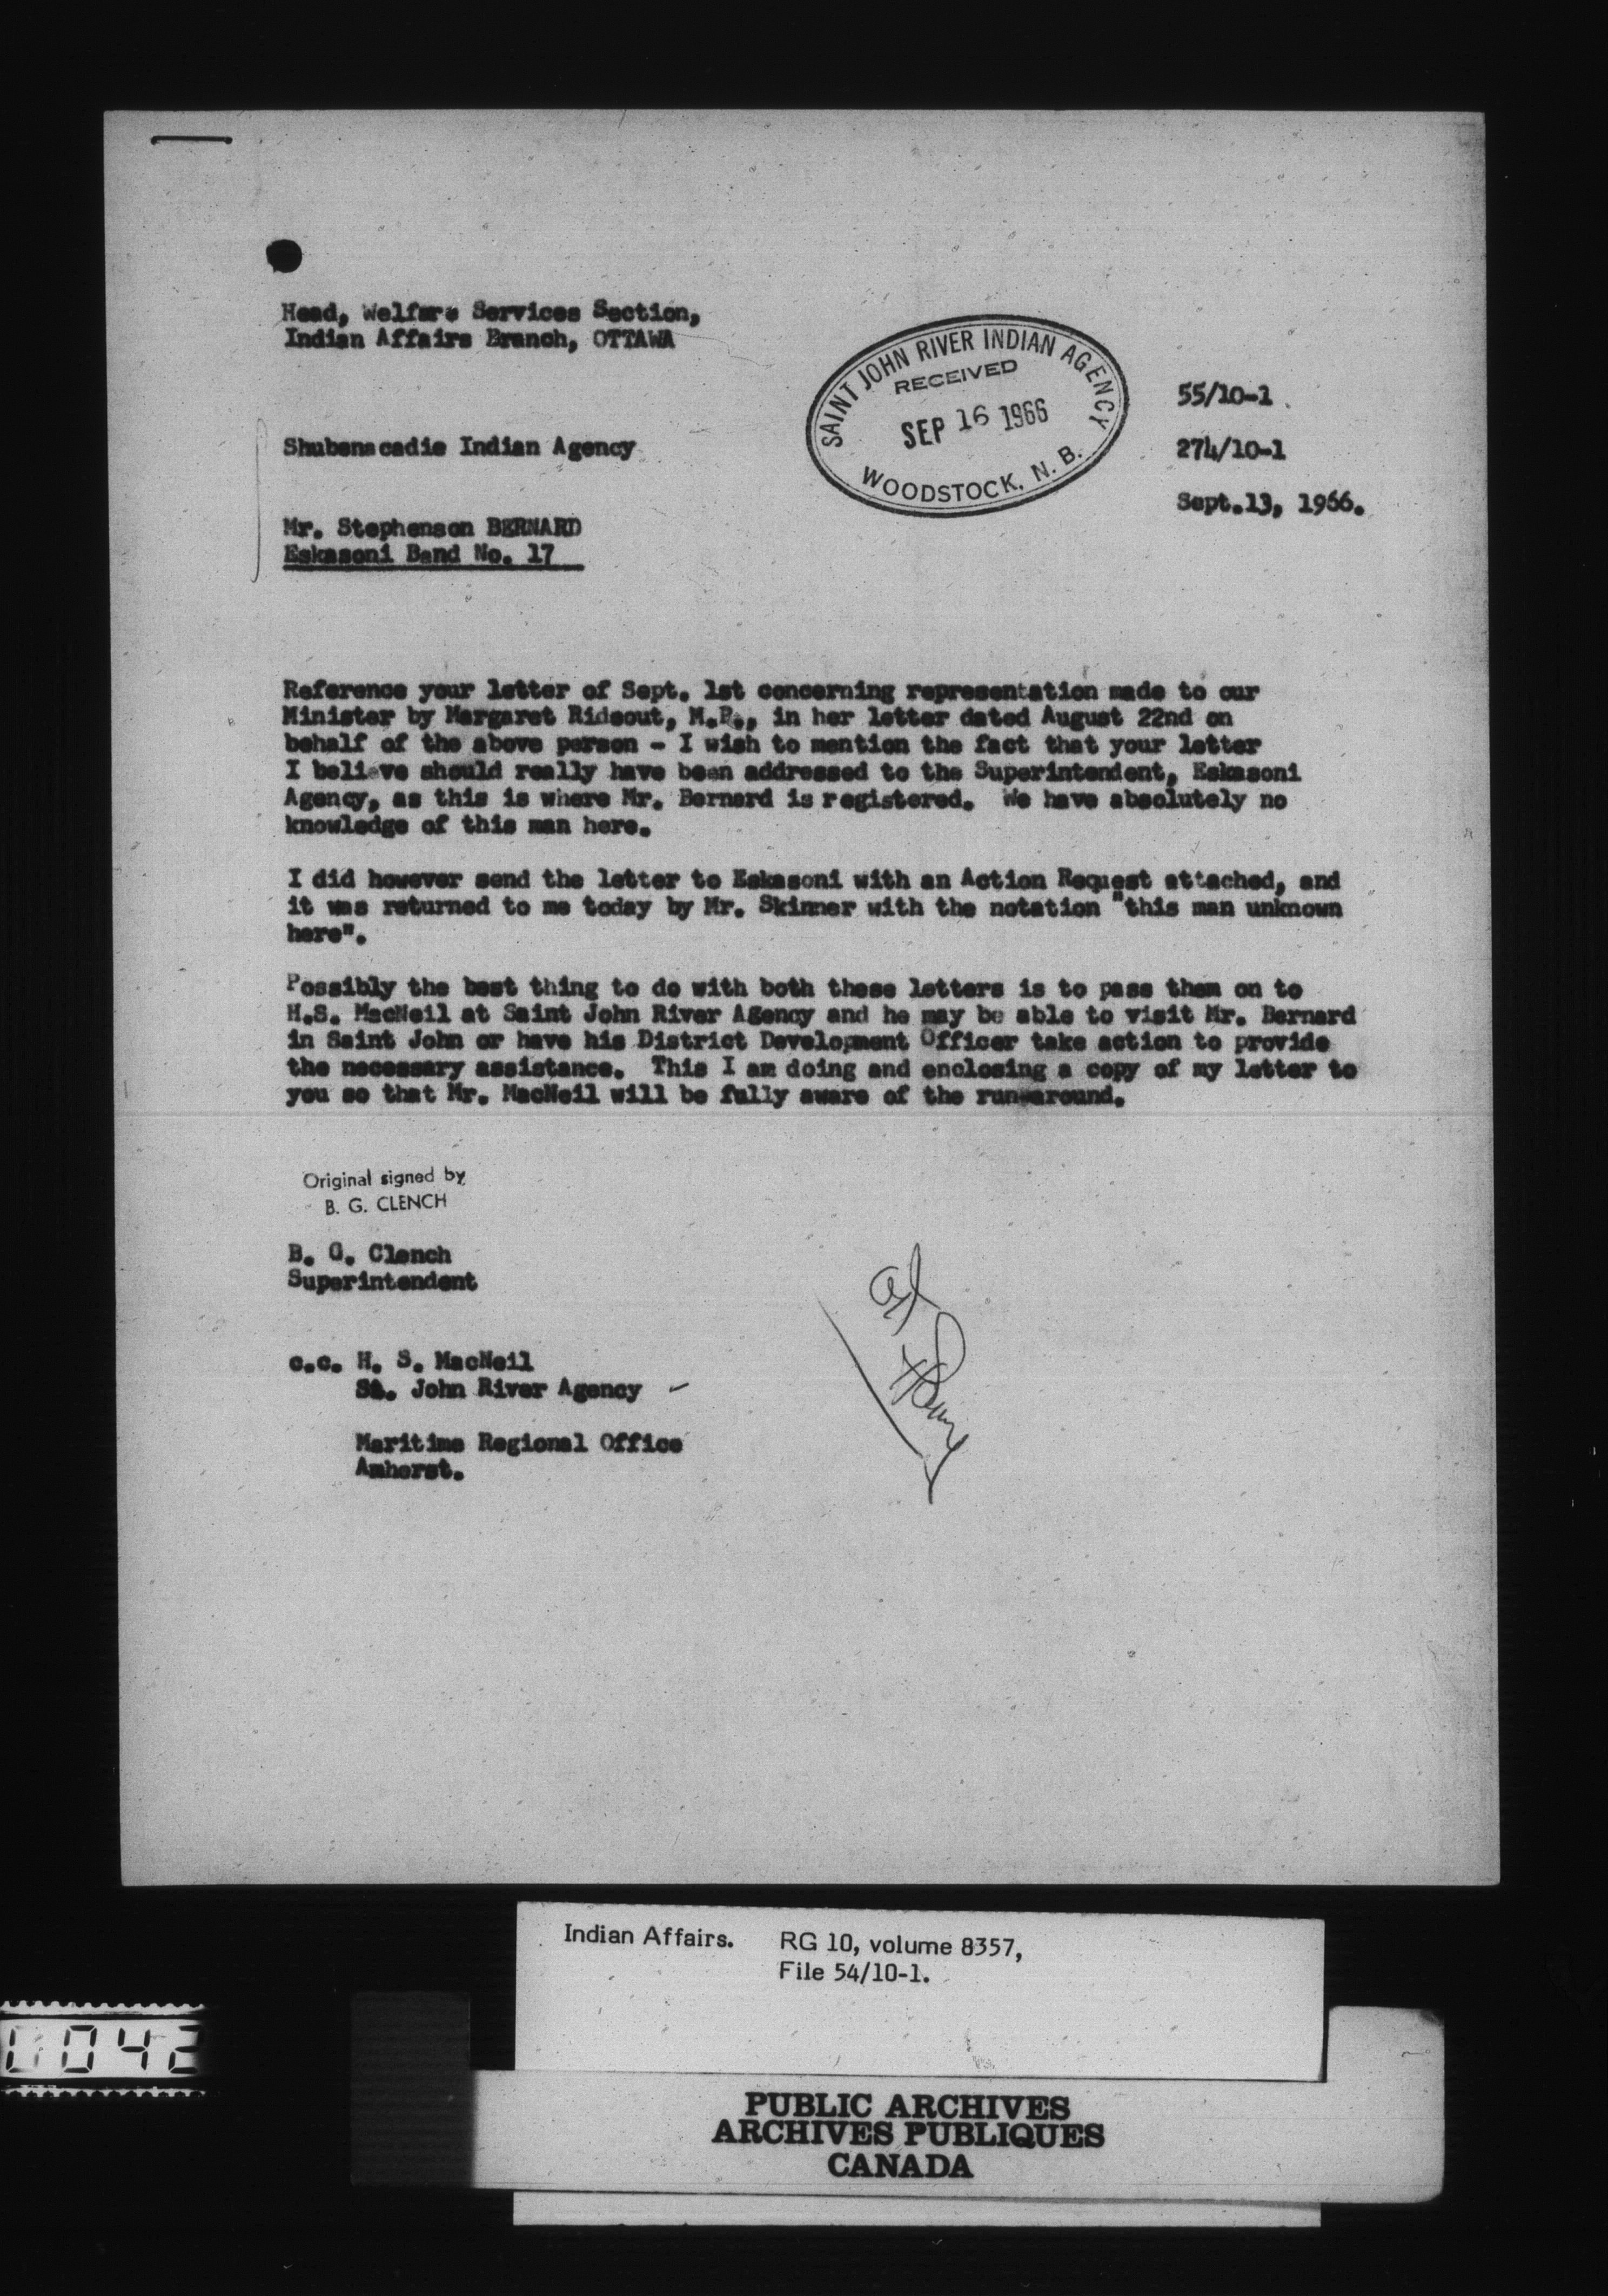 Head, Welfare Services Section,
Indian Affairs Branch, OTTAWA
SAINT JOHN RIVER INDIAN AGENCY
RECEIVED
SEP 16 1966
WOODSTOCK, N. B.
55/10-1
Shubenacadie Indian Agency
274/10-1
Sept.13, 1966.
Mr. Stephenson BERNARD
Eskasoni Band No. 17
Reference your letter of Sept. 1st concerning representation made to our
Minister by Margaret Rideout, M.P., in her letter dated August 22nd on
behalf of the above person - I wish to mention the fact that your letter
I believe should really have been addressed to the Superintendent, Eskasoni
Agency, as this is where Mr. Bernard is registered. We have absolutely no
knowledge of this man here.
I did however send the letter to Eskasoni with an Action Request attached, and
it was returned to me today by Mr. Skinner with the notation "this man unknown
here".
Possibly the best thing to do with both these letters is to pass them on to
H.S. MacNeil at Saint John River Agency and he may be able to visit Mr. Bernard
in Saint John or have his District Development Officer take action to provide
the necessary assistance. This I am doing and enclosing a copy of my letter to
you so that Mr. MacNeil will be fully aware of the run-around.
Original signed by
B. G. CLENCH
B. G. Clench
Superintendent
c.c. H. S. MacNeil
St. John River Agency
Maritime Regional Office
Amherst.
Indian Affairs. RG 10, volume 8357,
File 54/10-1.
042
PUBLIC ARCHIVES
ARCHIVES PUBLIQUES
CANADA